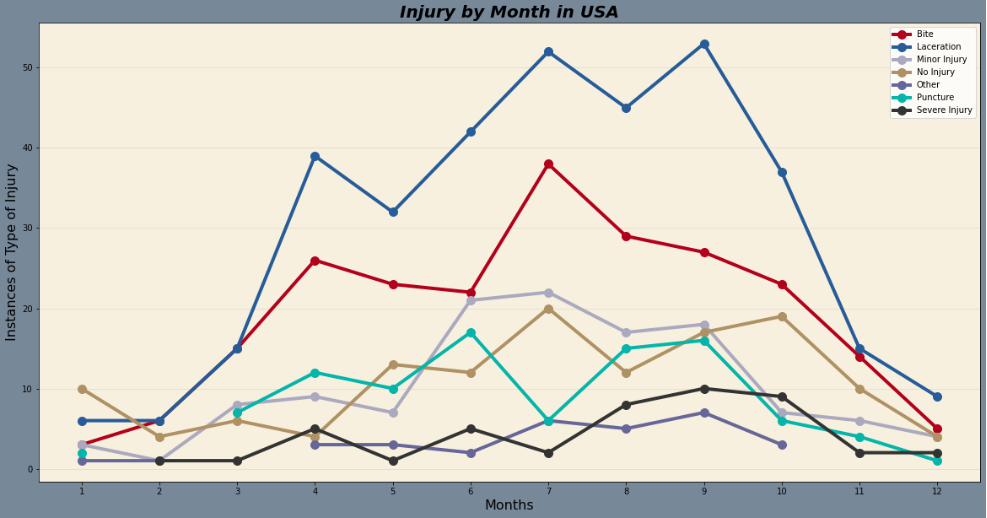 Injury by Month in USA
Bite
Laceration
Minor Injury
No Injury
Other
Puncture
Severe Injury
Instances of Type of Injury
50
40
30
20
10
0
1 2 3 4 5 6 7 8 9 10 11 12
Months